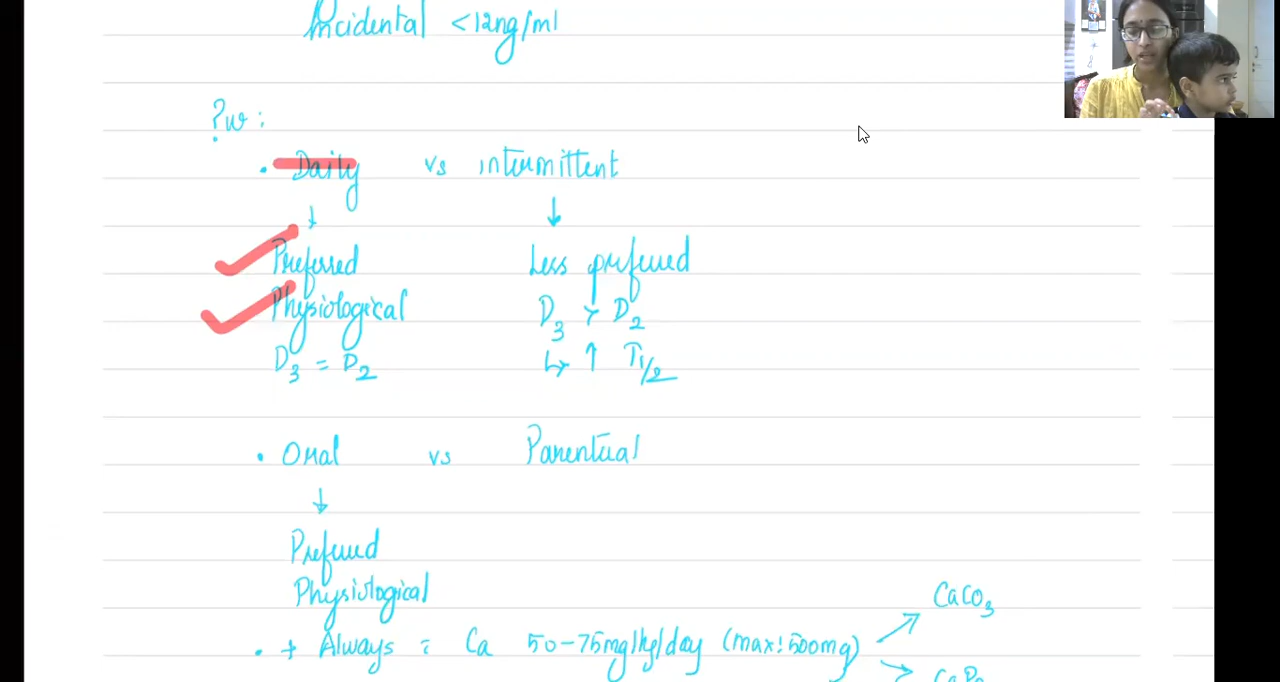 Incidental <12ng/ml
?w :
• Daily vs intermittent
↓ ↓
Preferred Less preferred
Physiological D3 > D2
D3 = D2 ↳ ↑ T1/2
• Oral vs Parenteral
↓
Preferred
Physiological
CaCO3
• + Always : Ca 50-75mg/kg/day (max: 500mg)